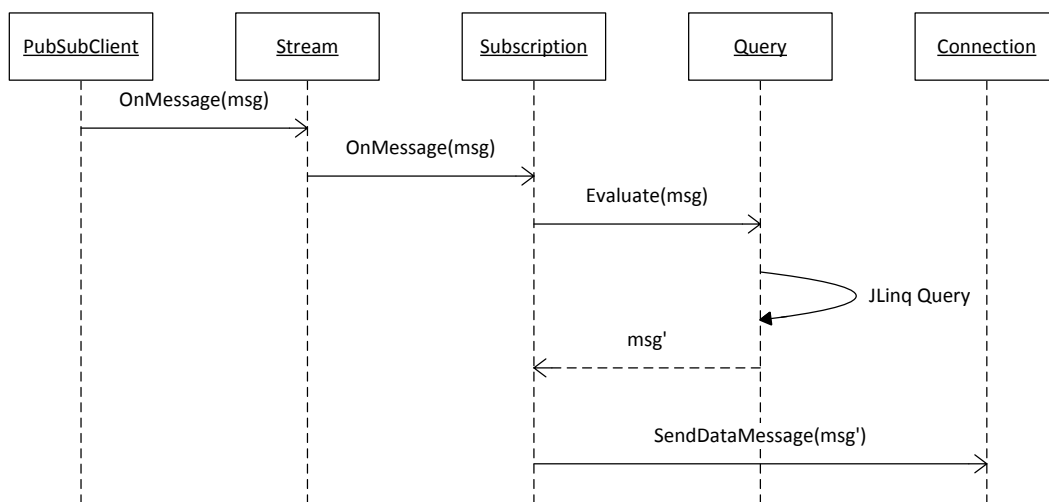 PubSubClient
Stream
Subscription
Query
Connection
OnMessage(msg)
OnMessage(msg)
Evaluate(msg)
JLinq Query
msg'
SendDataMessage(msg')